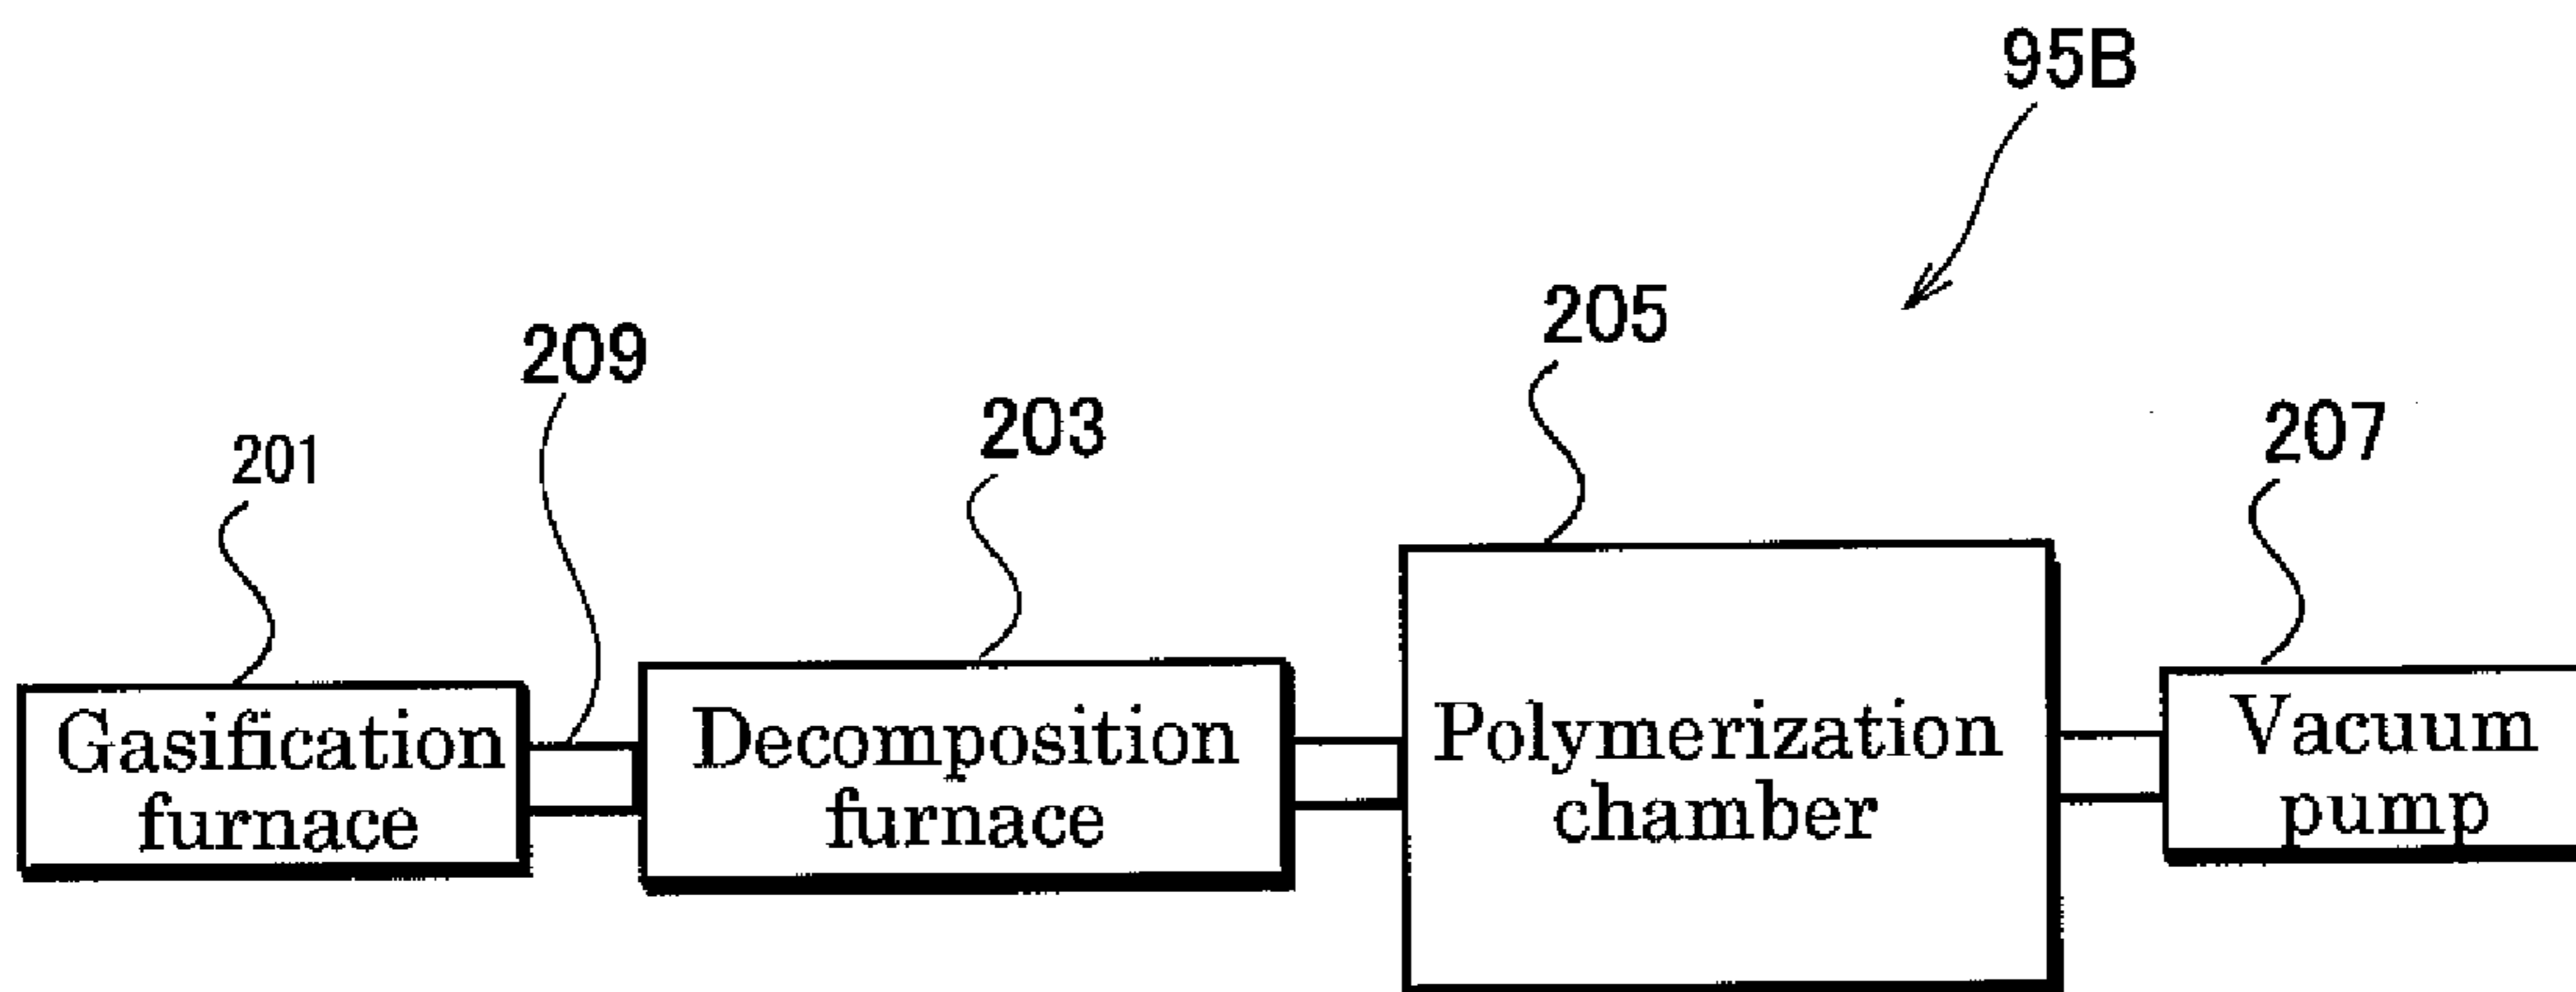 95B
205
209
203
207
201
Gasification
furnace
Decomposition
furnace
Polymerization
chamber
Vacuum
pump